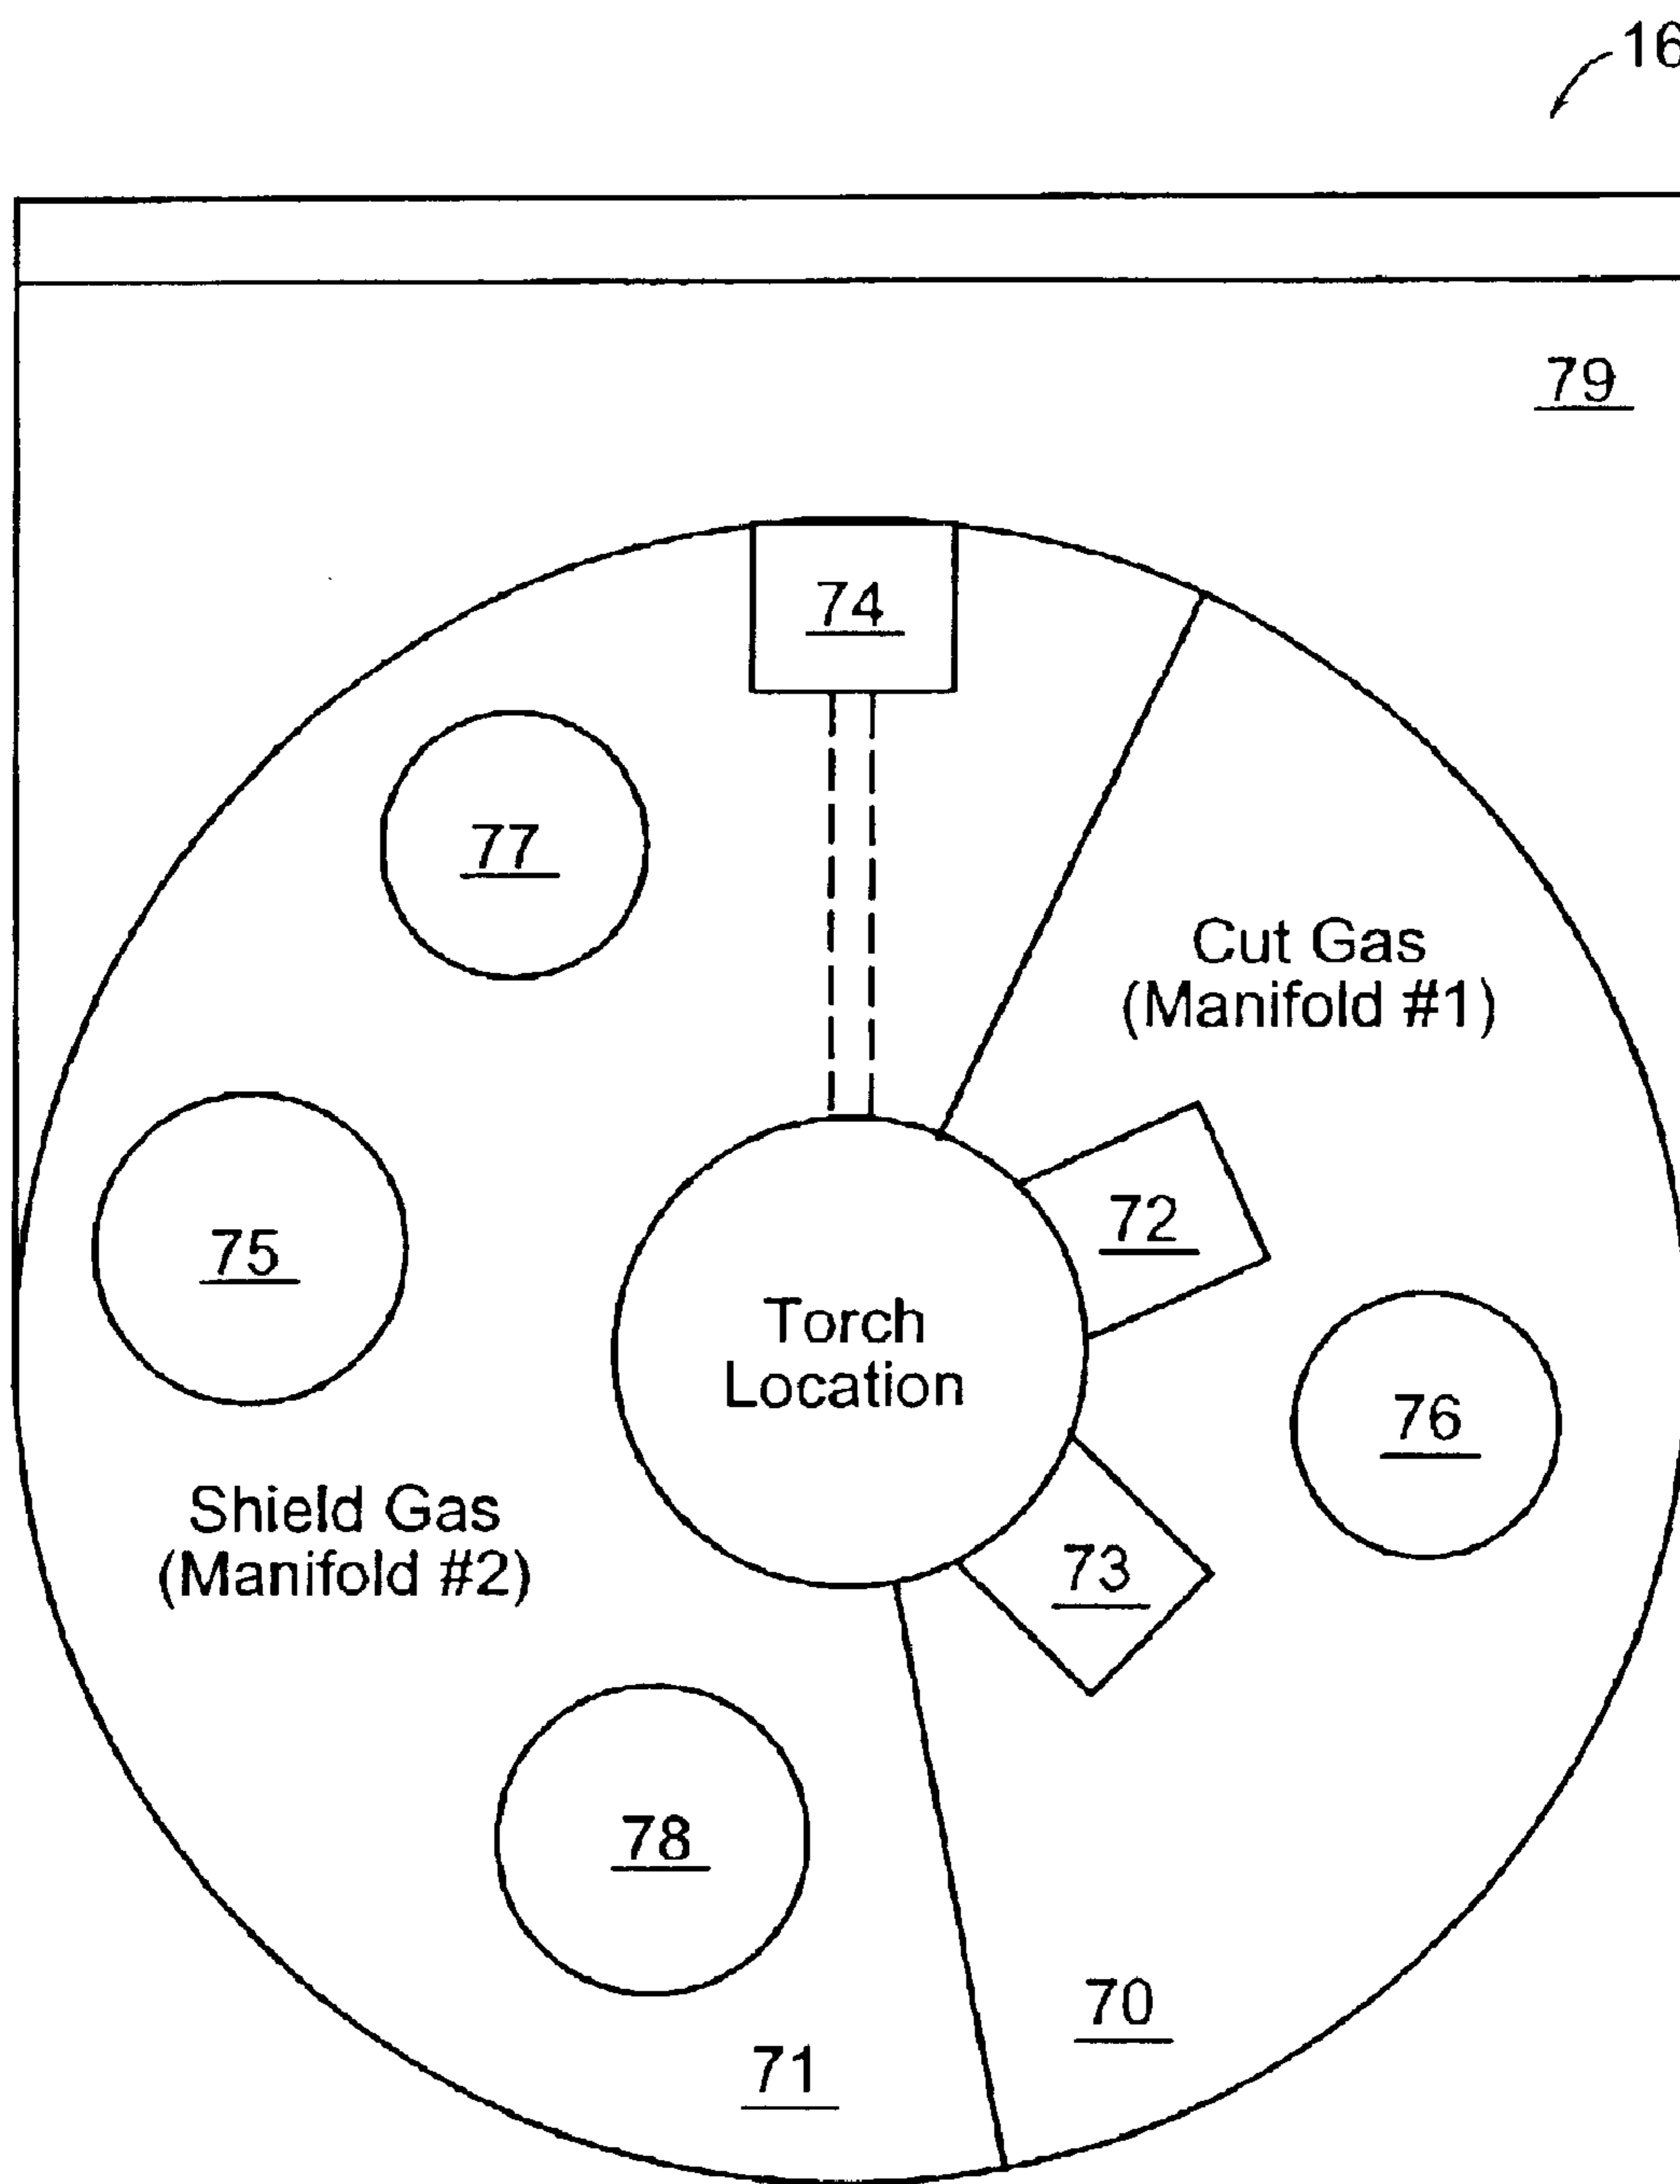 16
79
74
77
Cut Gas
(Manifold #1)
72
75
Torch
Location
76
Shield Gas
(Manifold #2)
73
78
70
71